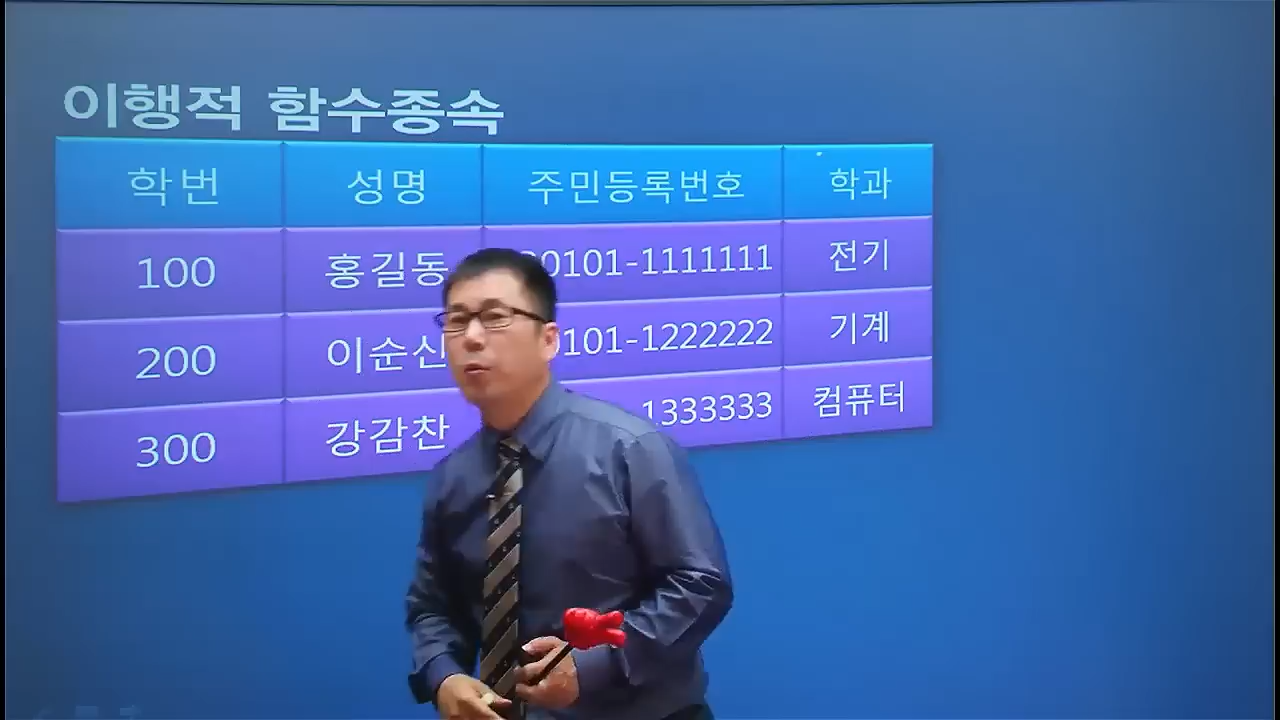 이행적 함수종속
학번 성명 주민등록번호 학과
100 홍길동 0101-1111111 전기
200 이순신 101-1222222 기계
300 강감찬 1333333 컴퓨터